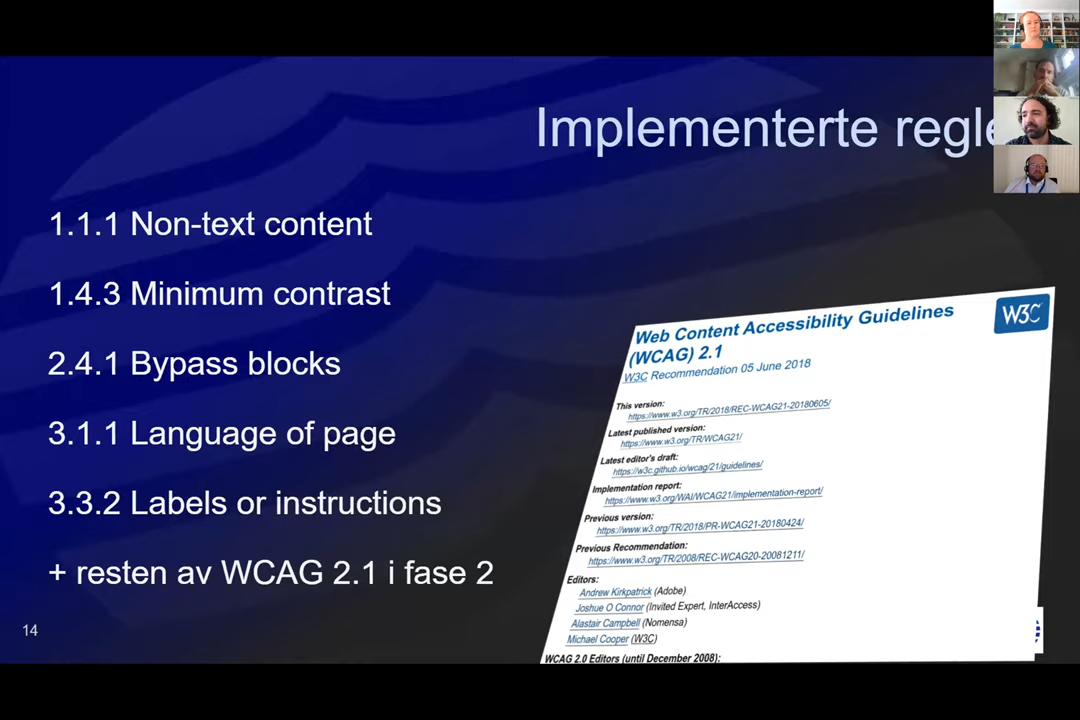 Implementerte regle
1.1.1 Non-text content
1.4.3 Minimum contrast
2.4.1 Bypass blocks
3.1.1 Language of page
3.3.2 Labels or instructions
+ resten av WCAG 2.1 i fase 2
14
W3C
Web Content Accessibility Guidelines
(WCAG) 2.1
W3C Recommendation 05 June 2018
This version:
https://www.w3.org/TR/2018/REC-WCAG21-20180605/
Latest published version:
https://www.w3.org/TR/WCAG21/
Latest editor's draft:
https://w3c.github.io/wcag/21/guidelines/
Implementation report:
https://www.w3.org/WAI/WCAG21/implementation-report/
Previous version:
https://www.w3.org/TR/2018/PR-WCAG21-20180424/
Previous Recommendation:
https://www.w3.org/TR/2008/REC-WCAG20-20081211/
Editors:
Andrew Kirkpatrick (Adobe)
Joshue O Connor (Invited Expert, InterAccess)
Alastair Campbell (Nomensa)
Michael Cooper (W3C)
WCAG 2.0 Editors (until December 2008):